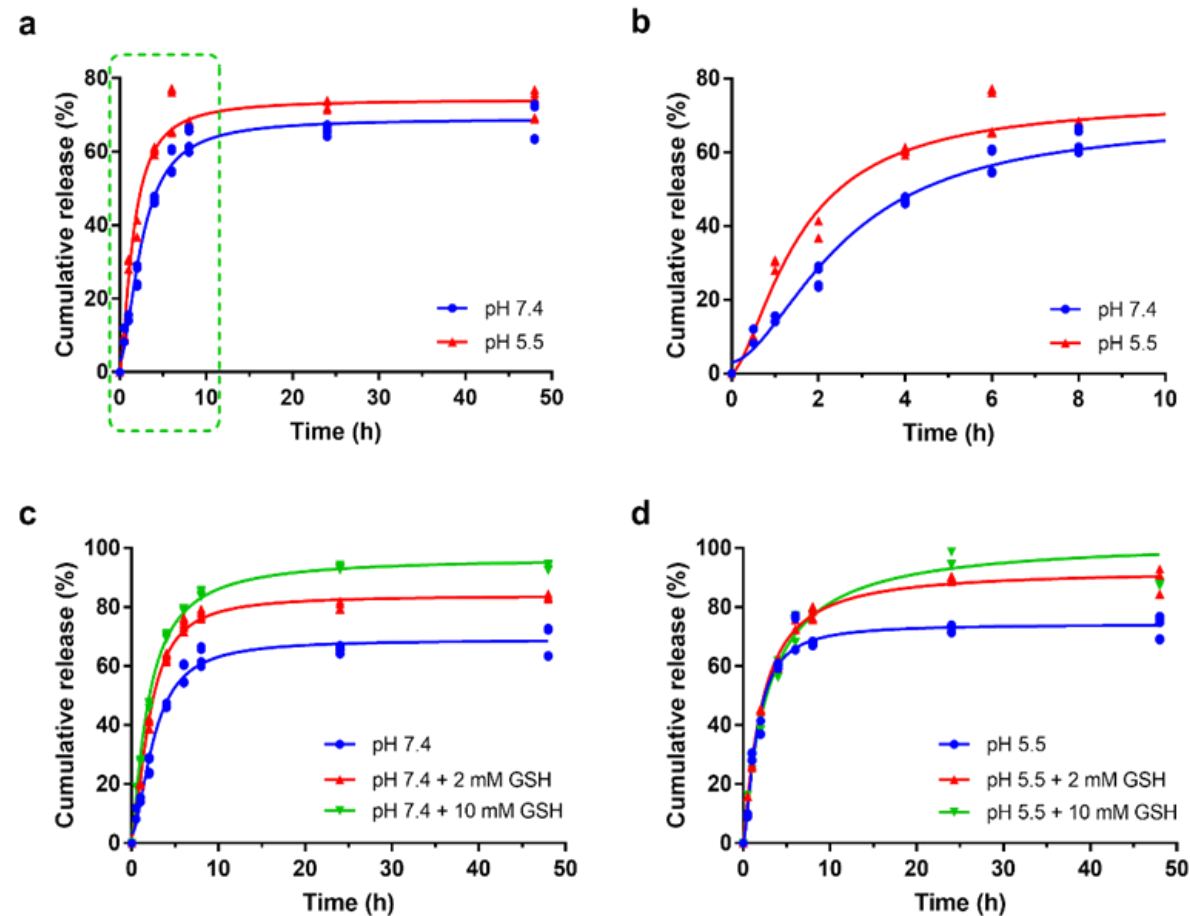 a
80
60
40
20
0
Cumulative release (%)
0 10 20 30 40 50
Time (h)
pH 7.4
pH 5.5
b
80
60
40
20
0
Cumulative release (%)
0 2 4 6 8 10
Time (h)
pH 7.4
pH 5.5
c
100
80
60
40
20
0
Cumulative release (%)
0 10 20 30 40 50
Time (h)
pH 7.4
pH 7.4 + 2 mM GSH
pH 7.4 + 10 mM GSH
d
100
80
60
40
20
0
Cumulative release (%)
0 10 20 30 40 50
Time (h)
pH 5.5
pH 5.5 + 2 mM GSH
pH 5.5 + 10 mM GSH